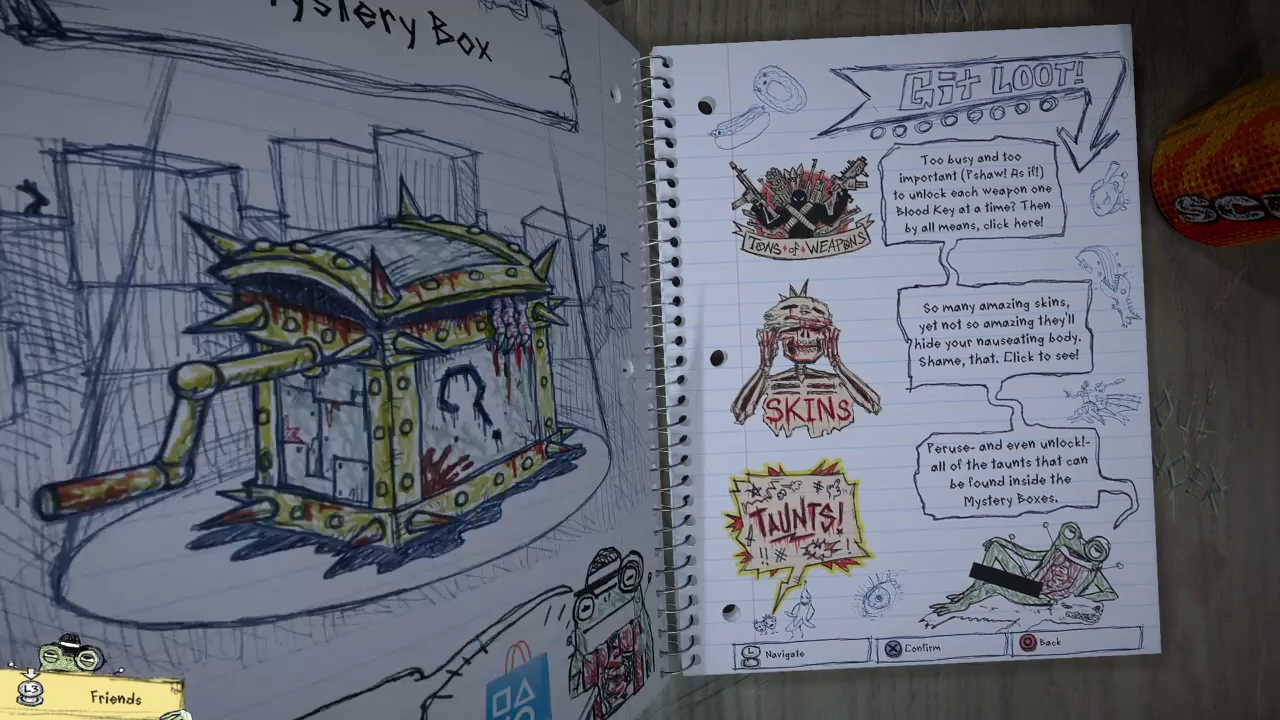 Mystery Box
Git LOOT!
Too busy and too
important (Pshaw! As if!)
to unlock each weapon one
Blood Key at a time? Then
by all means, click here!
TONS of WEAPONS
So many amazing skins,
yet not so amazing they'll
hide your nauseating body.
Shame, that. Click to see!
SKINS
Peruse- and even unlock!-
all of the taunts that can
be found inside the
Mystery Boxes.
TAUNTS!
L Navigate
Confirm
Back
L3
Friends